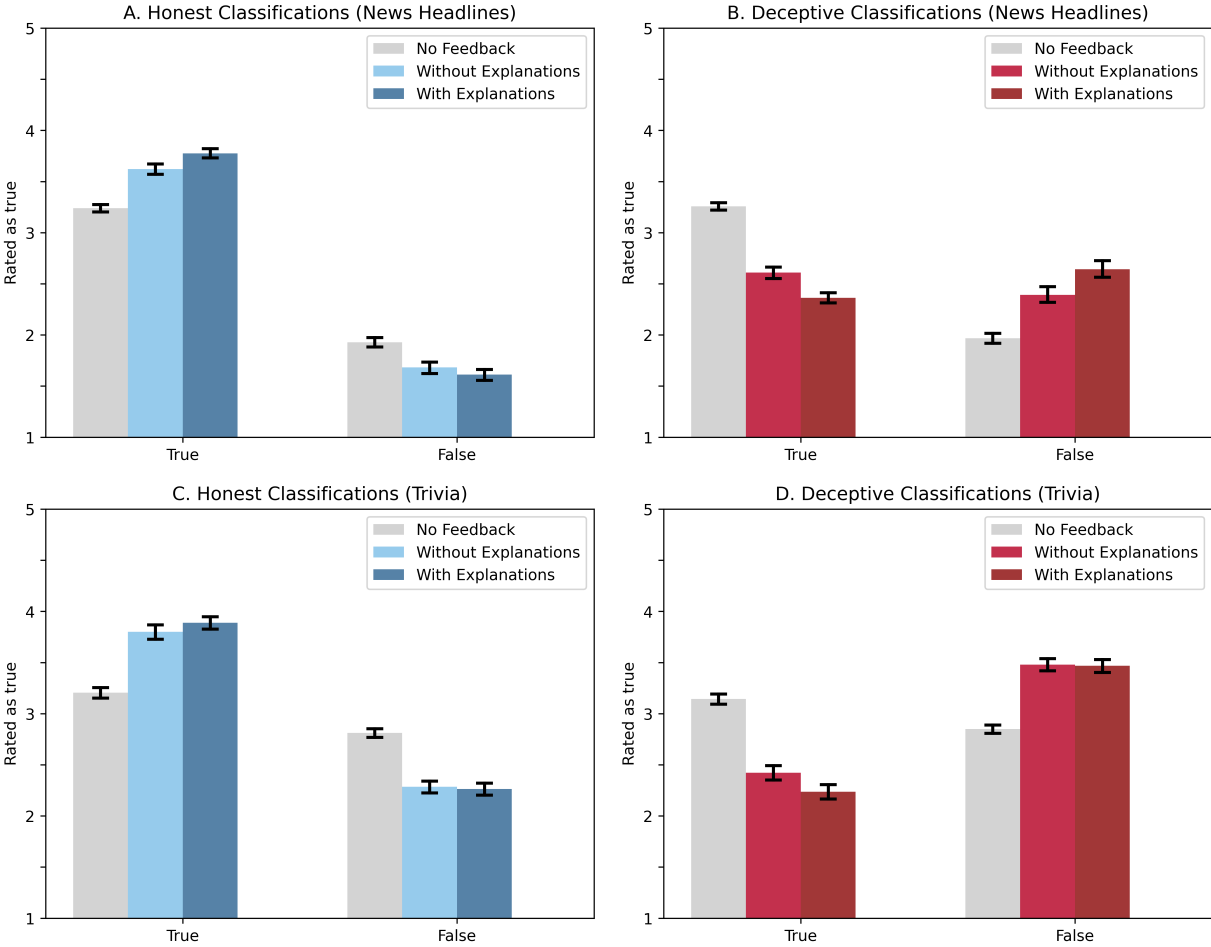 A. Honest Classifications (News Headlines)
5
4
3
2
1
Rated as true
No Feedback
Without Explanations
With Explanations
True
False
B. Deceptive Classifications (News Headlines)
5
4
3
2
1
Rated as true
No Feedback
Without Explanations
With Explanations
True
False
C. Honest Classifications (Trivia)
5
4
3
2
1
Rated as true
No Feedback
Without Explanations
With Explanations
True
False
D. Deceptive Classifications (Trivia)
5
4
3
2
1
Rated as true
No Feedback
Without Explanations
With Explanations
True
False